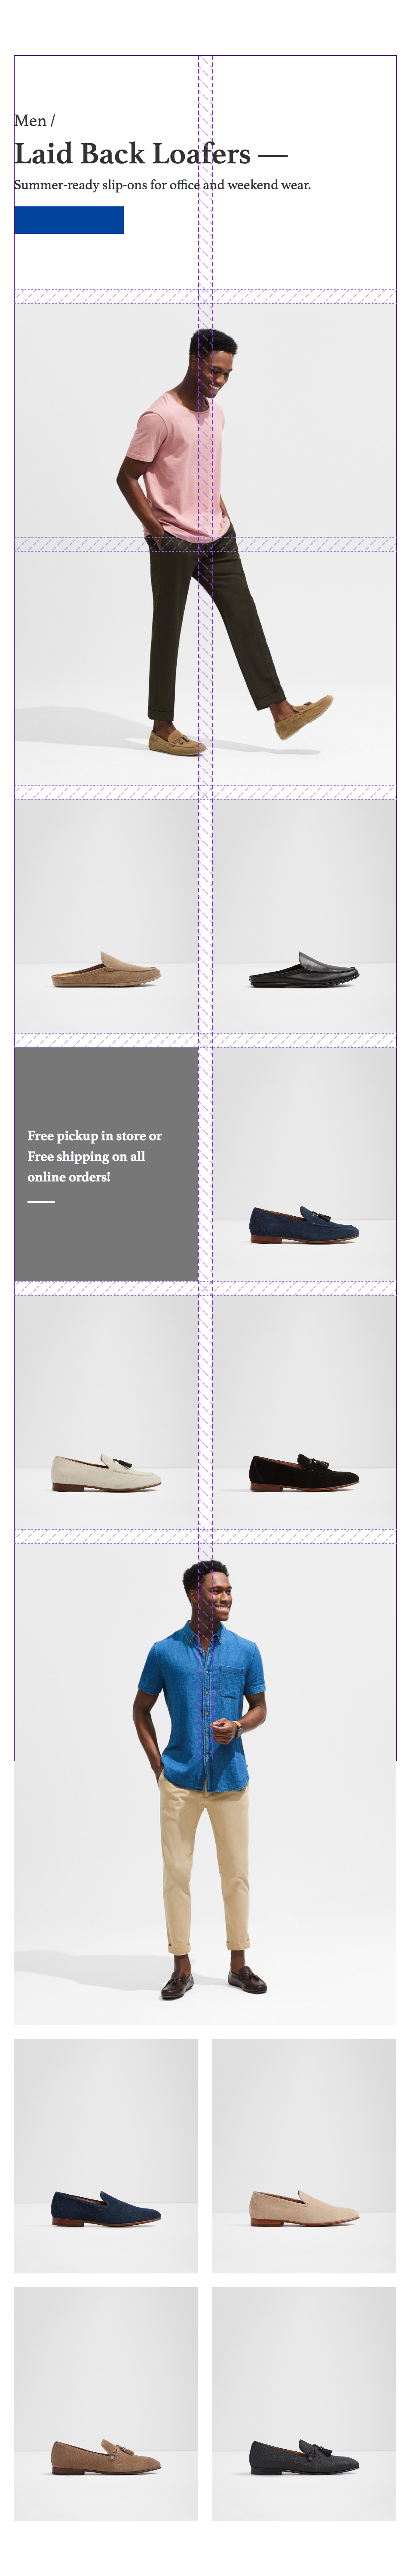 Men /
Laid Back Loafers —
Summer-ready slip-ons for office and weekend wear.
Free pickup in store or
Free shipping on all
online orders!